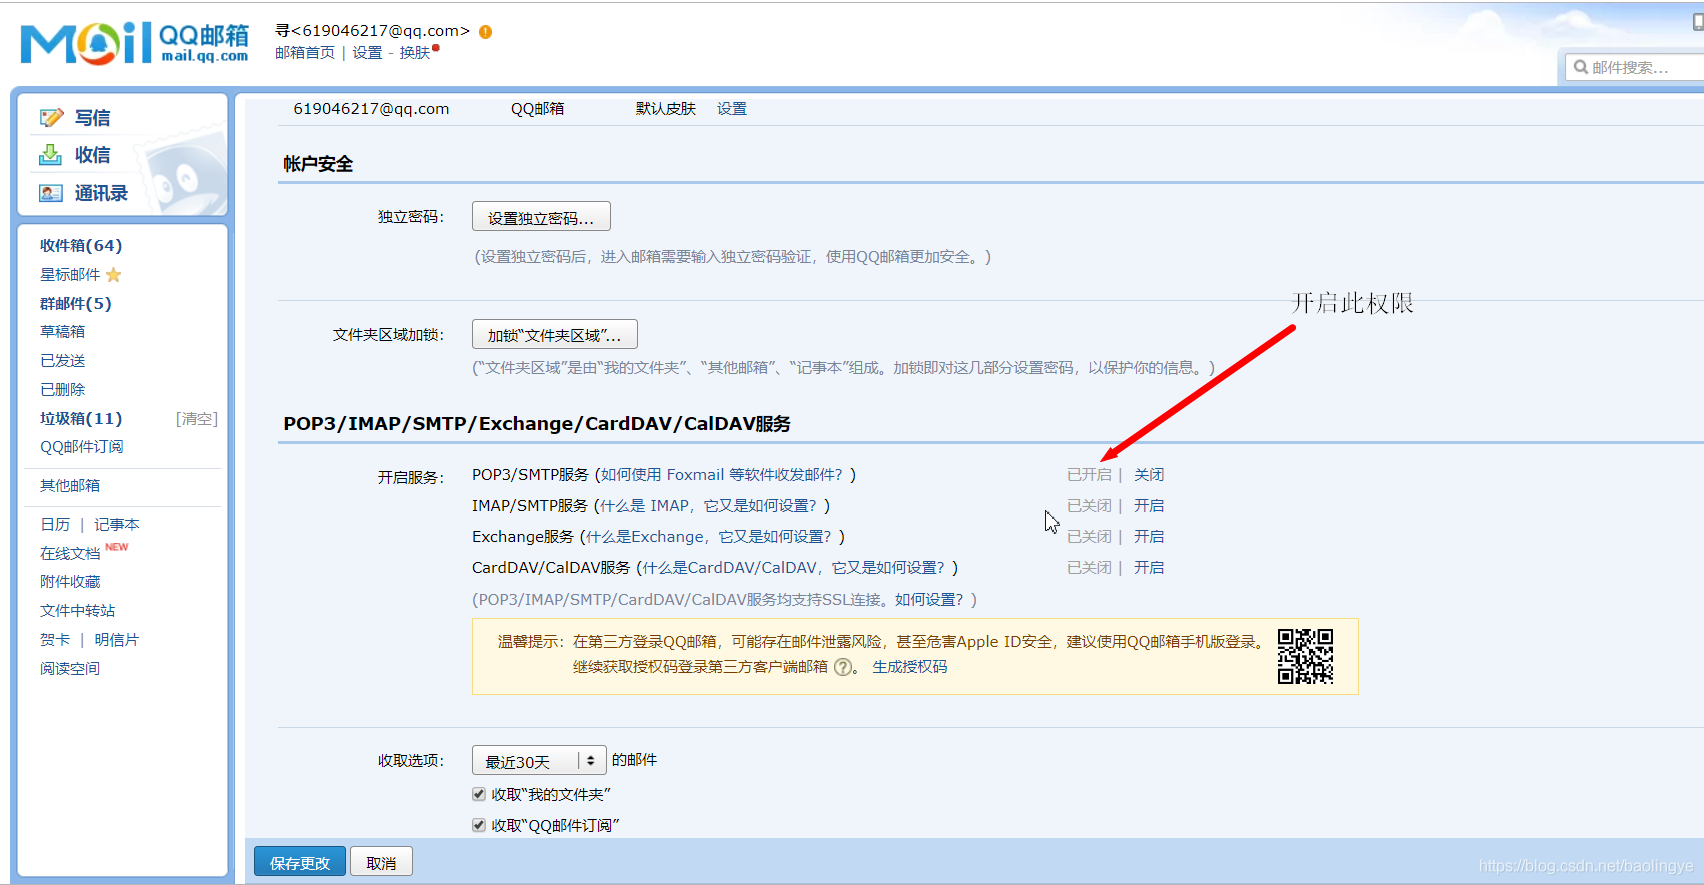 Mail QQ邮箱
mail.qq.com
寻<619046217@qq.com>
邮箱首页 | 设置 - 换肤
邮件搜索...
写信
收信
通讯录
收件箱(64)
星标邮件
群邮件(5)
草稿箱
已发送
已删除
垃圾箱(11) [清空]
QQ邮件订阅
其他邮箱
日历 | 记事本
在线文档 NEW
附件收藏
文件中转站
贺卡 | 明信片
阅读空间
619046217@qq.com QQ邮箱 默认皮肤 设置
帐户安全
独立密码： 设置独立密码...
(设置独立密码后，进入邮箱需要输入独立密码验证，使用QQ邮箱更加安全。)
开启此权限
文件夹区域加锁： 加锁“文件夹区域”...
(“文件夹区域”是由“我的文件夹”、“其他邮箱”、“记事本”组成。加锁即对这几部分设置密码，以保护你的信息。)
POP3/IMAP/SMTP/Exchange/CardDAV/CalDAV服务
开启服务： POP3/SMTP服务 (如何使用 Foxmail 等软件收发邮件？) 已开启 | 关闭
IMAP/SMTP服务 (什么是 IMAP，它又是如何设置？) 已关闭 | 开启
Exchange服务 (什么是Exchange，它又是如何设置？) 已关闭 | 开启
CardDAV/CalDAV服务 (什么是CardDAV/CalDAV，它又是如何设置？) 已关闭 | 开启
(POP3/IMAP/SMTP/CardDAV/CalDAV服务均支持SSL连接。如何设置？)
温馨提示：在第三方登录QQ邮箱，可能存在邮件泄露风险，甚至危害Apple ID安全，建议使用QQ邮箱手机版登录。
继续获取授权码登录第三方客户端邮箱 ?。 生成授权码
收取选项： 最近30天 的邮件
收取“我的文件夹”
收取“QQ邮件订阅”
保存更改 取消
https://blog.csdn.net/baolingye